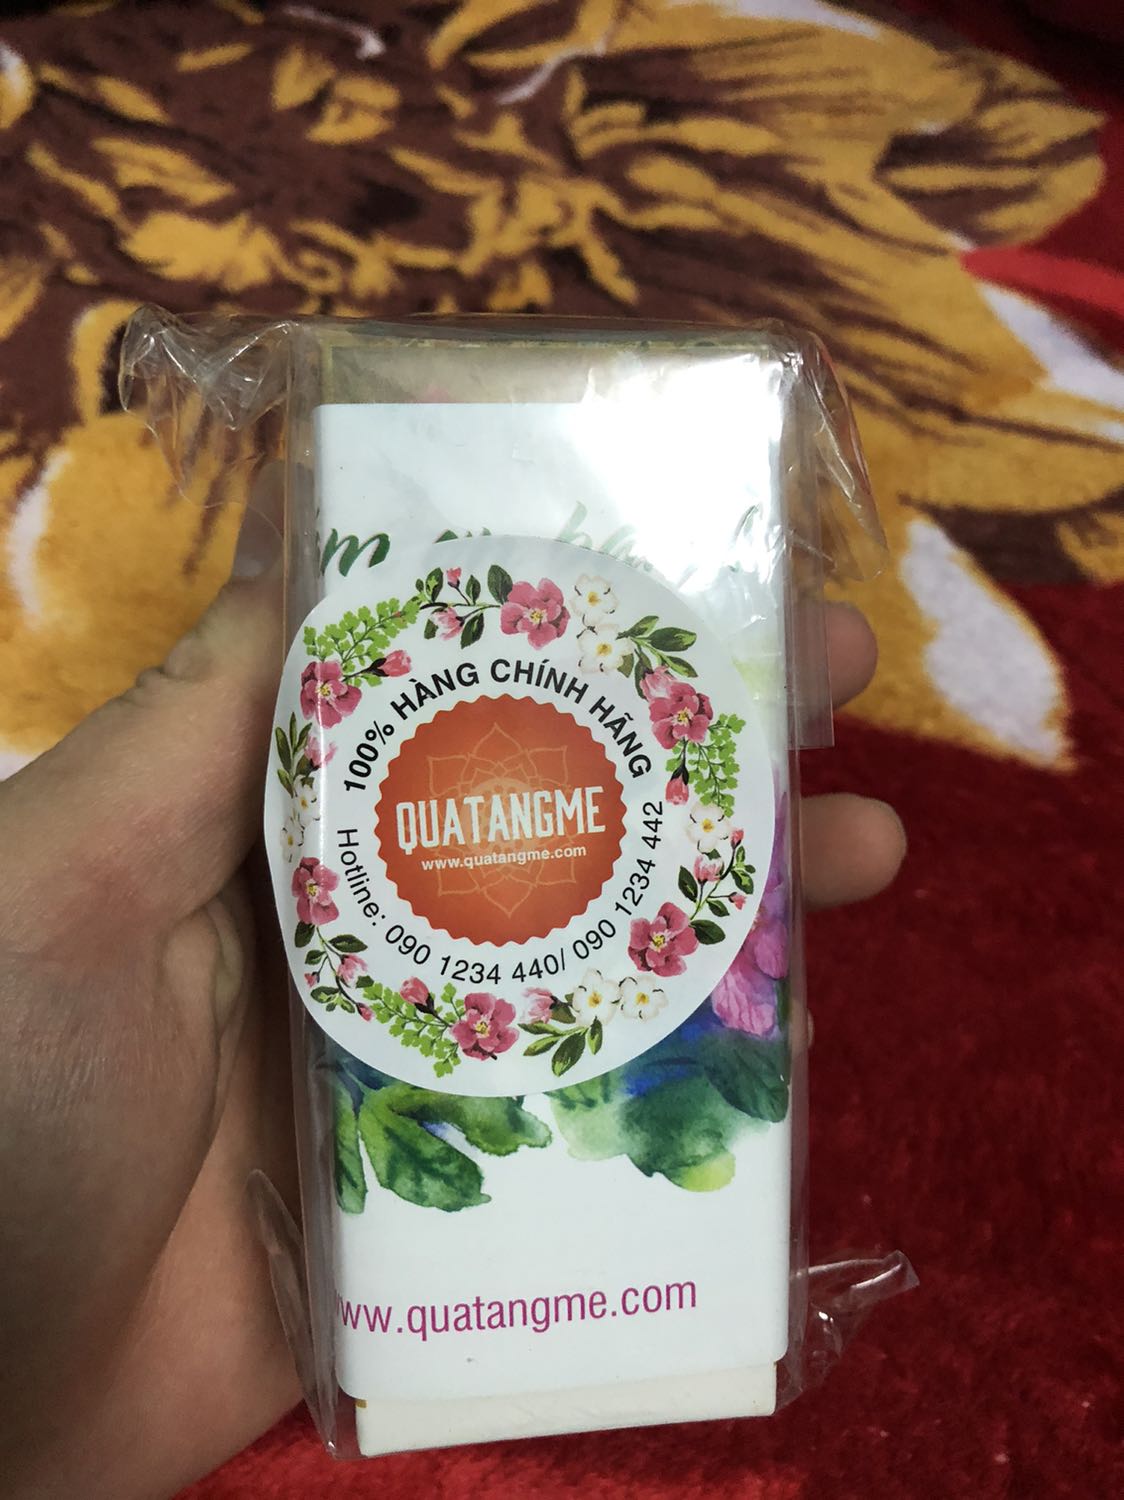 100% HÀNG CHÍNH HÃNG
QUATANGME
www.quatangme.com
Hotline: 090 1234 440/ 090 1234 442
www.quatangme.com